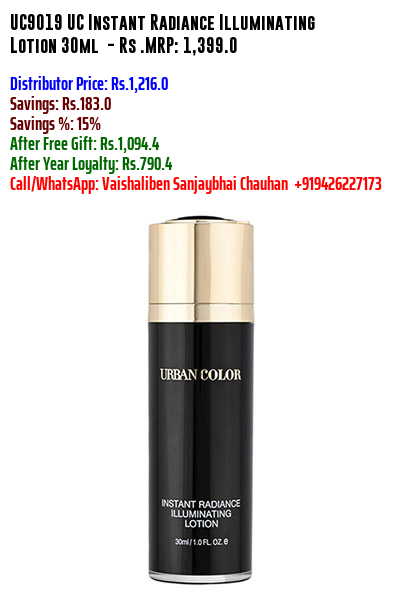 UC9019 UC Instant Radiance Illuminating
Lotion 30ml - Rs .MRP: 1,399.0
Distributor Price: Rs.1,216.0
Savings: Rs.183.0
Savings %: 15%
After Free Gift: Rs.1,094.4
After Year Loyalty: Rs.790.4
Call/WhatsApp: Vaishaliben Sanjaybhai Chauhan +919426227173
URBAN COLOR
INSTANT RADIANCE
ILLUMINATING
LOTION
30ml / 1.0 FL. OZ. e